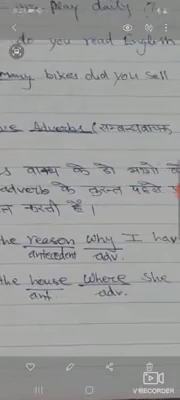 play daily ?
do you read English
many bikes did you sell
Adverbs (सम्बन्धवाचक
वाक्य के दो भागों
adverb के तुरन्त पहले
करती हैं।
the reason why I hav
antecedent adv.
the house where she
ant. adv.
VRECORDER